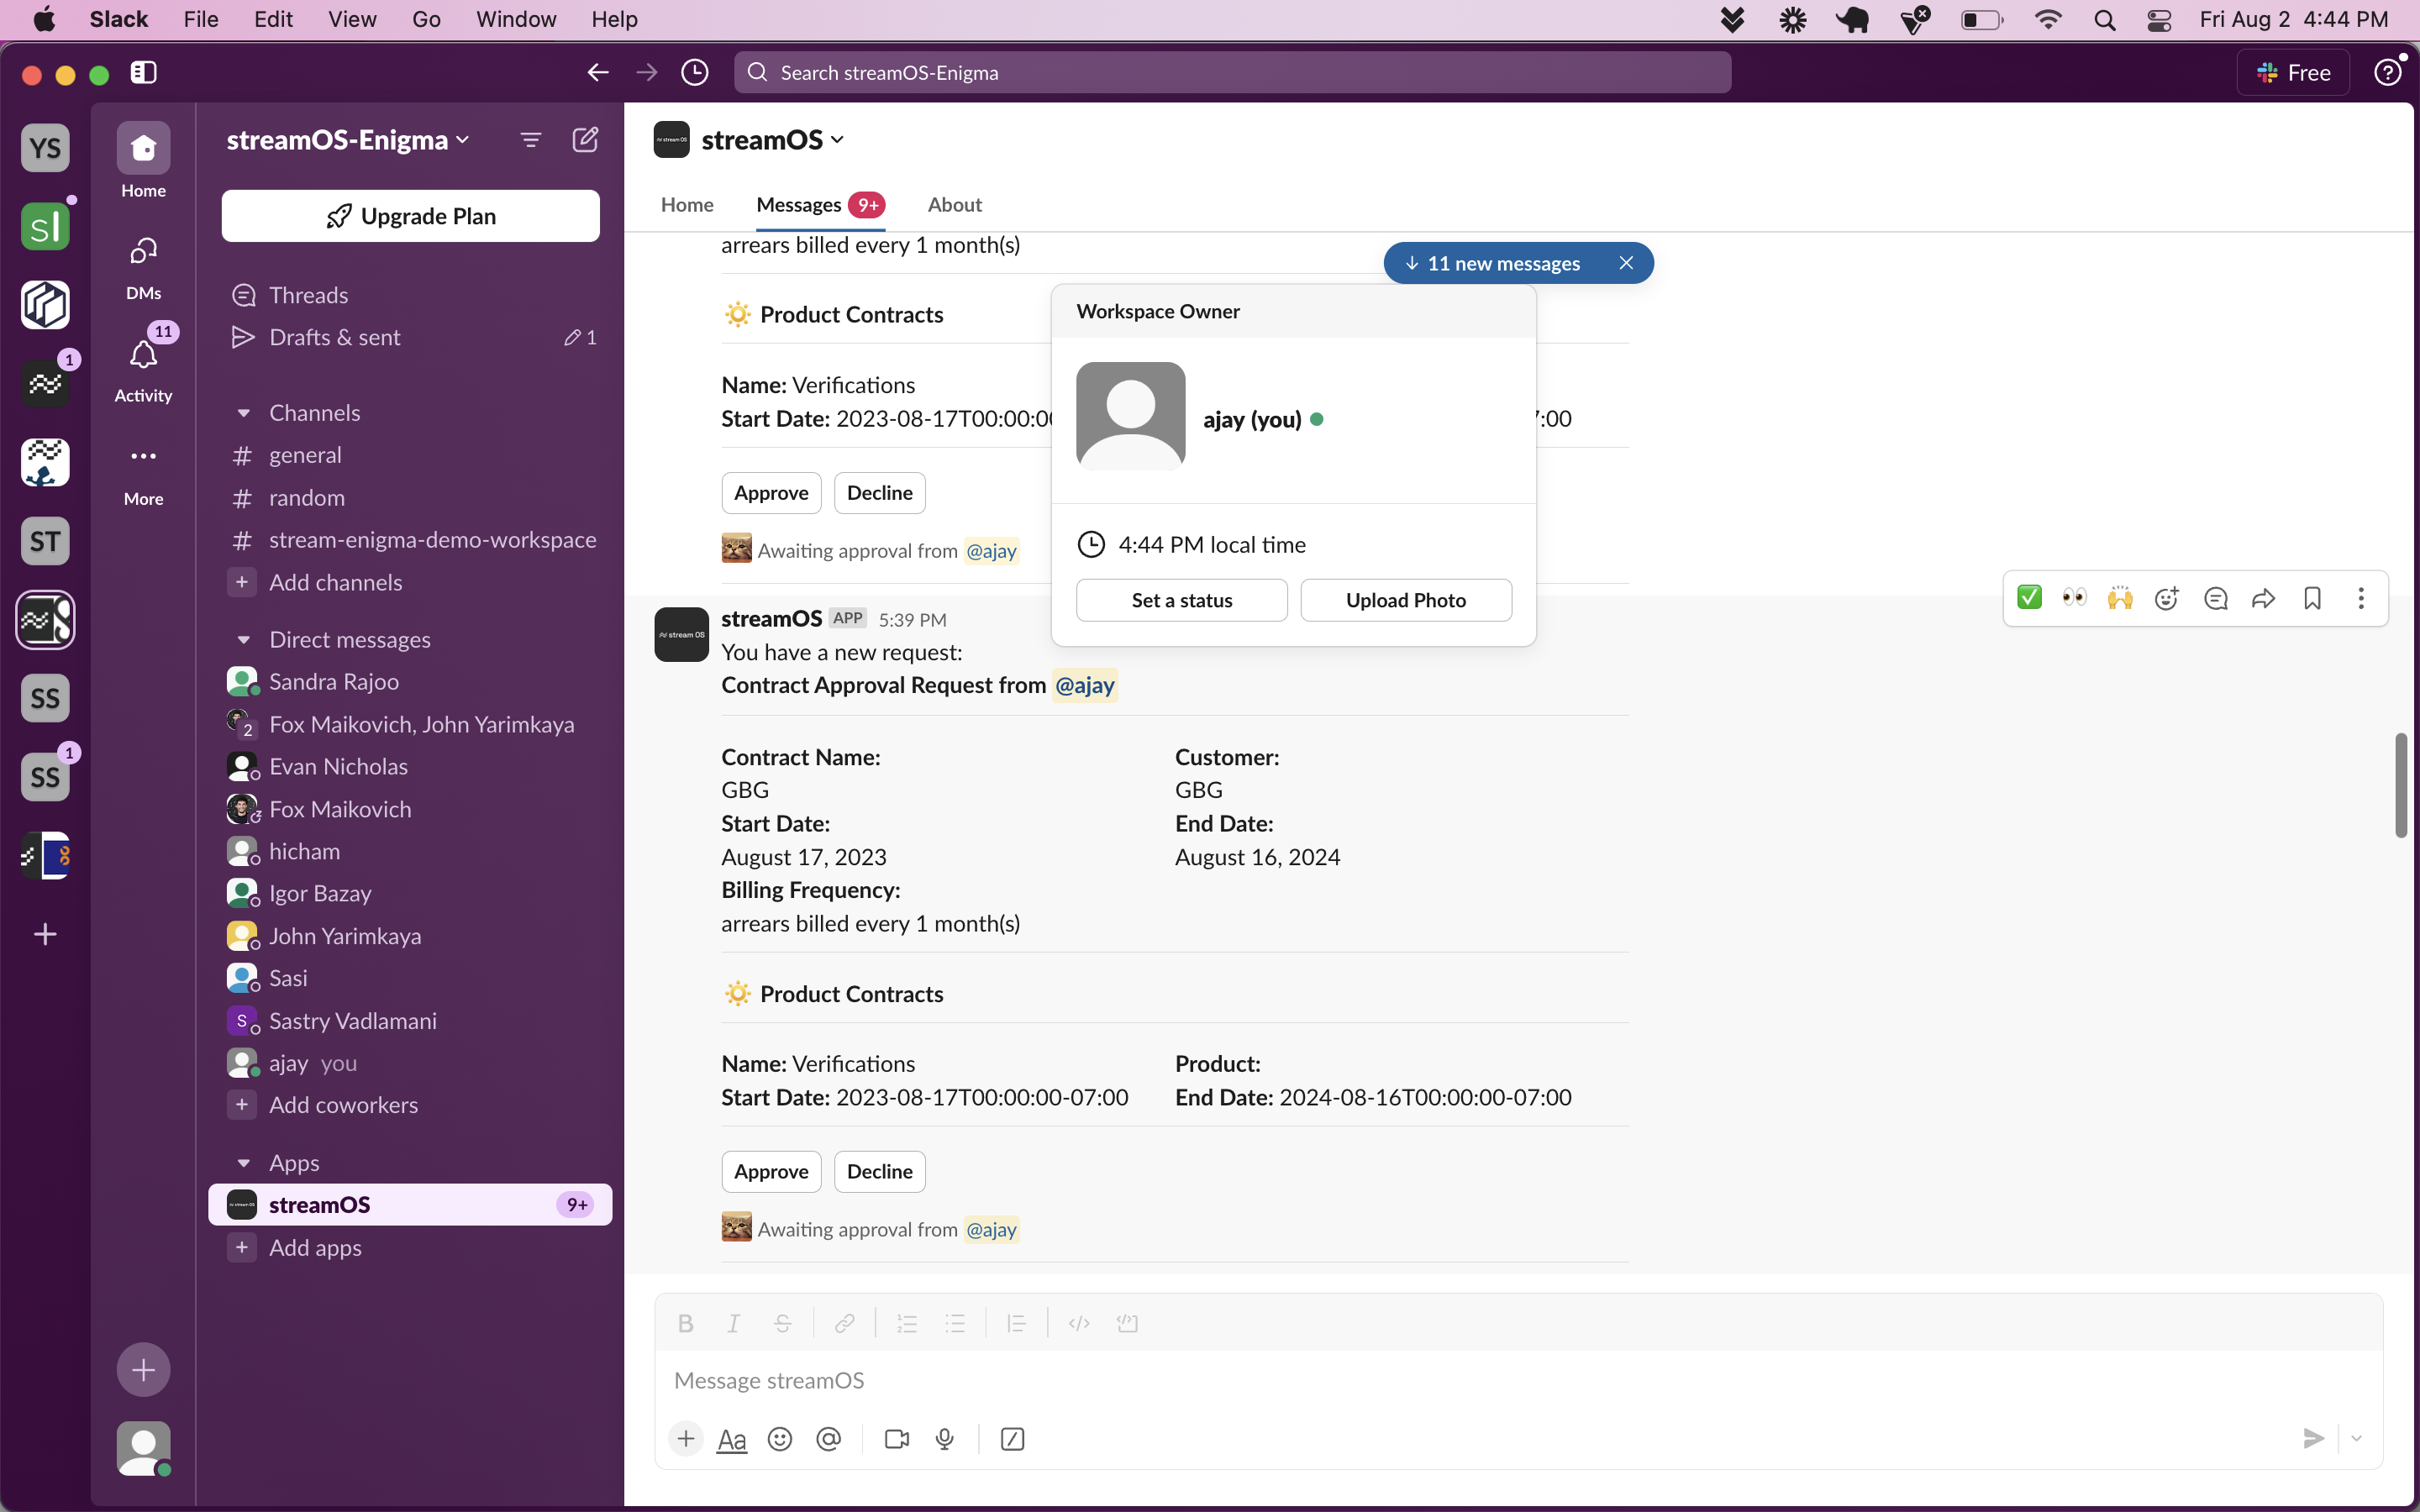 Slack File Edit View Go Window Help
Fri Aug 2 4:44 PM
Search streamOS-Enigma
Free
YS
sl
1
ST
SS
SS
1
Home
DMs
11
Activity
More
streamOS-Enigma
Upgrade Plan
Threads
Drafts & sent 1
Channels
# general
# random
# stream-enigma-demo-workspace
+ Add channels
Direct messages
Sandra Rajoo
2 Fox Maikovich, John Yarimkaya
Evan Nicholas
Fox Maikovich
hicham
Igor Bazay
John Yarimkaya
Sasi
S Sastry Vadlamani
ajay you
+ Add coworkers
Apps
streamOS 9+
+ Add apps
stream OS streamOS
Home Messages 9+ About
arrears billed every 1 month(s)
11 new messages
Product Contracts
Name: Verifications
Start Date: 2023-08-17T00:00:00
:00
Approve Decline
Awaiting approval from @ajay
Workspace Owner
ajay (you)
4:44 PM local time
Set a status Upload Photo
stream OS
streamOS APP 5:39 PM
You have a new request:
Contract Approval Request from @ajay
Contract Name: Customer:
GBG GBG
Start Date: End Date:
August 17, 2023 August 16, 2024
Billing Frequency:
arrears billed every 1 month(s)
Product Contracts
Name: Verifications Product:
Start Date: 2023-08-17T00:00:00-07:00 End Date: 2024-08-16T00:00:00-07:00
Approve Decline
Awaiting approval from @ajay
B I S
Message streamOS
Aa